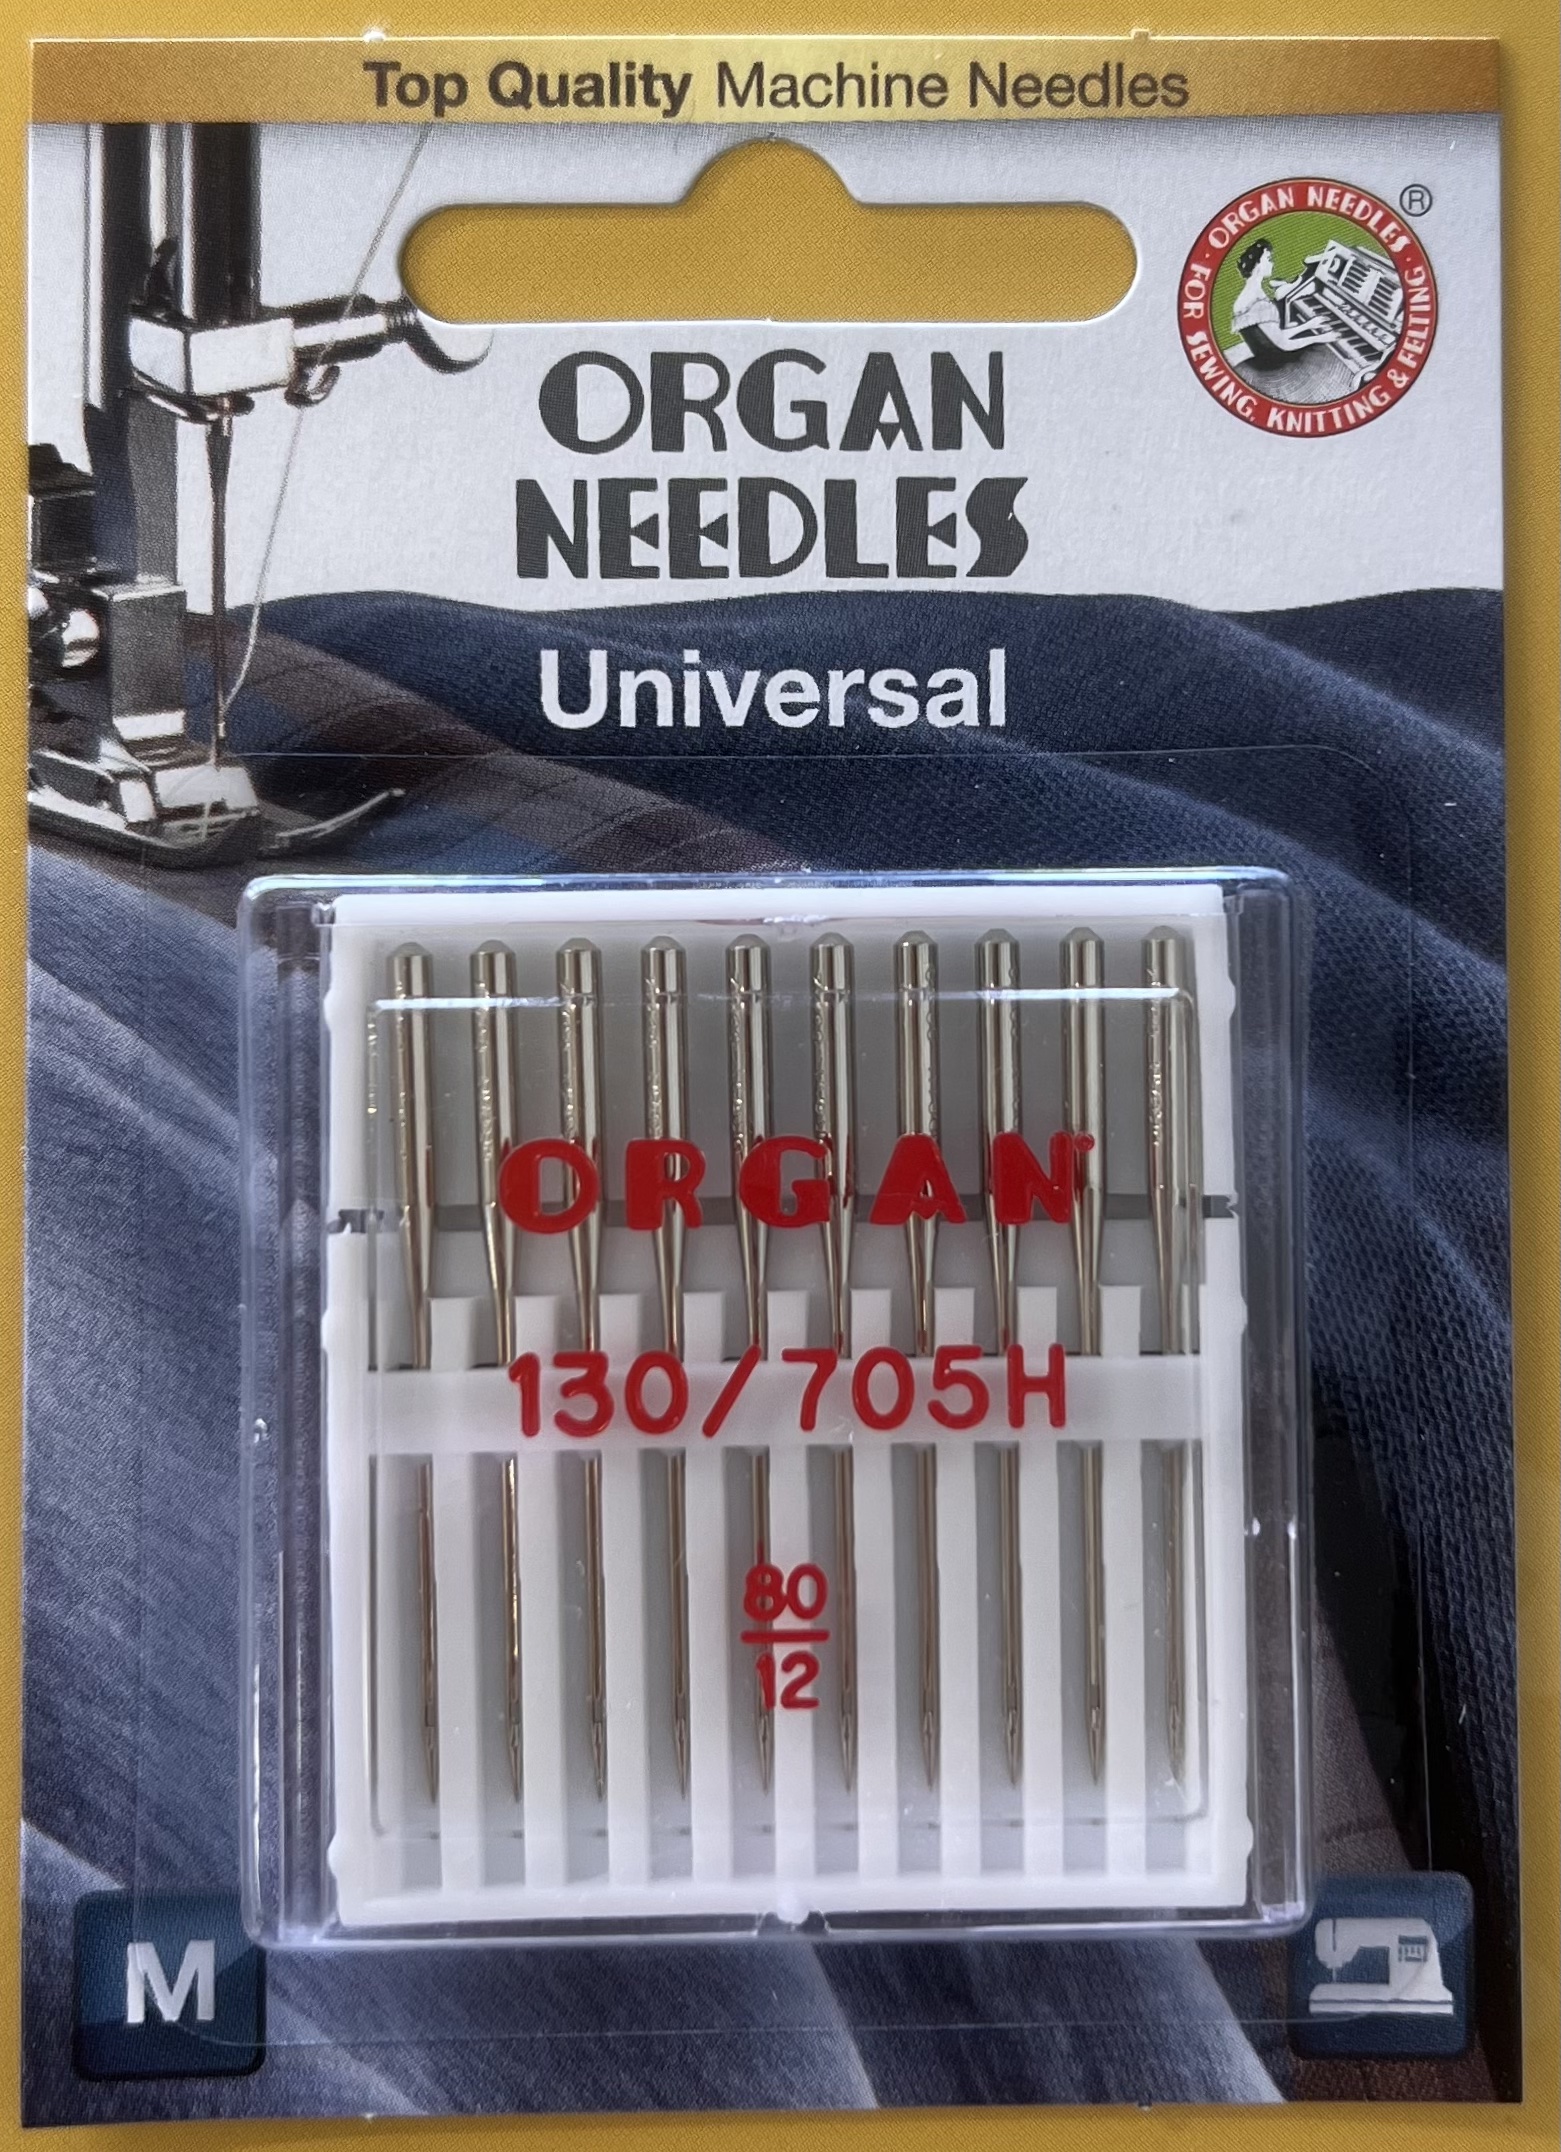 Top Quality Machine Needles
ORGAN NEEDLES · FOR SEWING, KNITTING & FELTING ·
®
ORGAN
NEEDLES
Universal
ORGAN®
130/705H
80
12
M